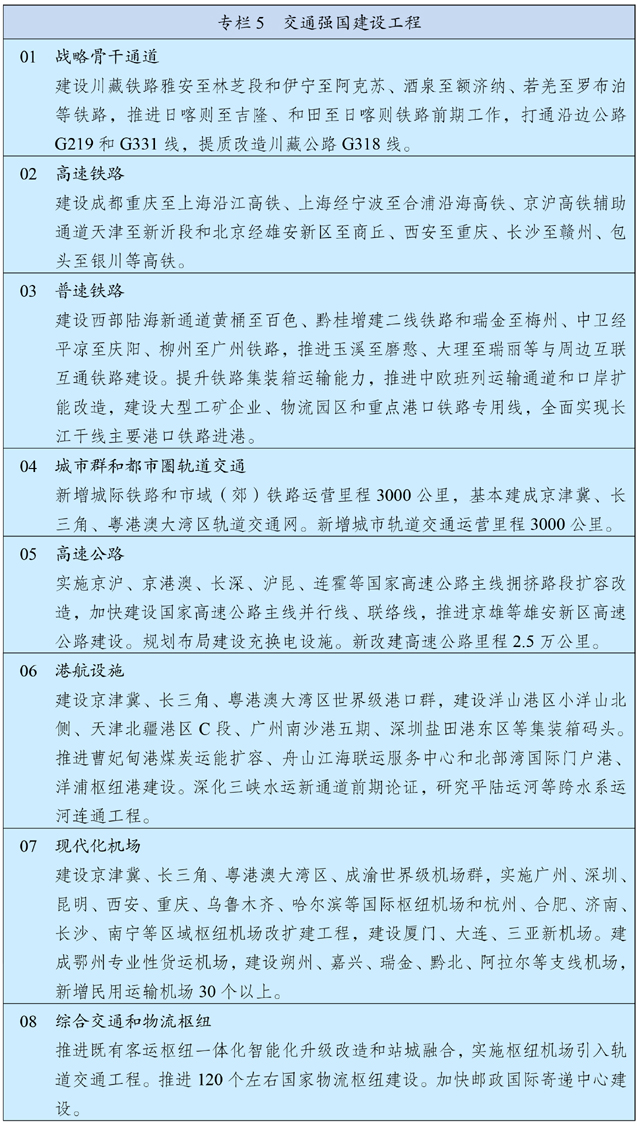 专栏 5 交通强国建设工程
01 战略骨干通道
建设川藏铁路雅安至林芝段和伊宁至阿克苏、酒泉至额济纳、若羌至罗布泊
等铁路，推进日喀则至吉隆、和田至日喀则铁路前期工作，打通沿边公路
G219 和 G331 线，提质改造川藏公路 G318 线。
02 高速铁路
建设成都重庆至上海沿江高铁、上海经宁波至合浦沿海高铁、京沪高铁辅助
通道天津至新沂段和北京经雄安新区至商丘、西安至重庆、长沙至赣州、包
头至银川等高铁。
03 普速铁路
建设西部陆海新通道黄桶至百色、黔桂增建二线铁路和瑞金至梅州、中卫经
平凉至庆阳、柳州至广州铁路，推进玉溪至磨憨、大理至瑞丽等与周边互联
互通铁路建设。提升铁路集装箱运输能力，推进中欧班列运输通道和口岸扩
能改造，建设大型工矿企业、物流园区和重点港口铁路专用线，全面实现长
江干线主要港口铁路进港。
04 城市群和都市圈轨道交通
新增城际铁路和市域（郊）铁路运营里程 3000 公里，基本建成京津冀、长
三角、粤港澳大湾区轨道交通网。新增城市轨道交通运营里程 3000 公里。
05 高速公路
实施京沪、京港澳、长深、沪昆、连霍等国家高速公路主线拥挤路段扩容改
造，加快建设国家高速公路主线并行线、联络线，推进京雄等雄安新区高速
公路建设。规划布局建设充换电设施。新改建高速公路里程 2.5 万公里。
06 港航设施
建设京津冀、长三角、粤港澳大湾区世界级港口群，建设洋山港区小洋山北
侧、天津北疆港区 C 段、广州南沙港五期、深圳盐田港东区等集装箱码头。
推进曹妃甸港煤炭运能扩容、舟山江海联运服务中心和北部湾国际门户港、
洋浦枢纽港建设。深化三峡水运新通道前期论证，研究平陆运河等跨水系运
河连通工程。
07 现代化机场
建设京津冀、长三角、粤港澳大湾区、成渝世界级机场群，实施广州、深圳、
昆明、西安、重庆、乌鲁木齐、哈尔滨等国际枢纽机场和杭州、合肥、济南、
长沙、南宁等区域枢纽机场改扩建工程，建设厦门、大连、三亚新机场。建
成鄂州专业性货运机场，建设朔州、嘉兴、瑞金、黔北、阿拉尔等支线机场，
新增民用运输机场 30 个以上。
08 综合交通和物流枢纽
推进既有客运枢纽一体化智能化升级改造和站城融合，实施枢纽机场引入轨
道交通工程。推进 120 个左右国家物流枢纽建设。加快邮政国际寄递中心建
设。